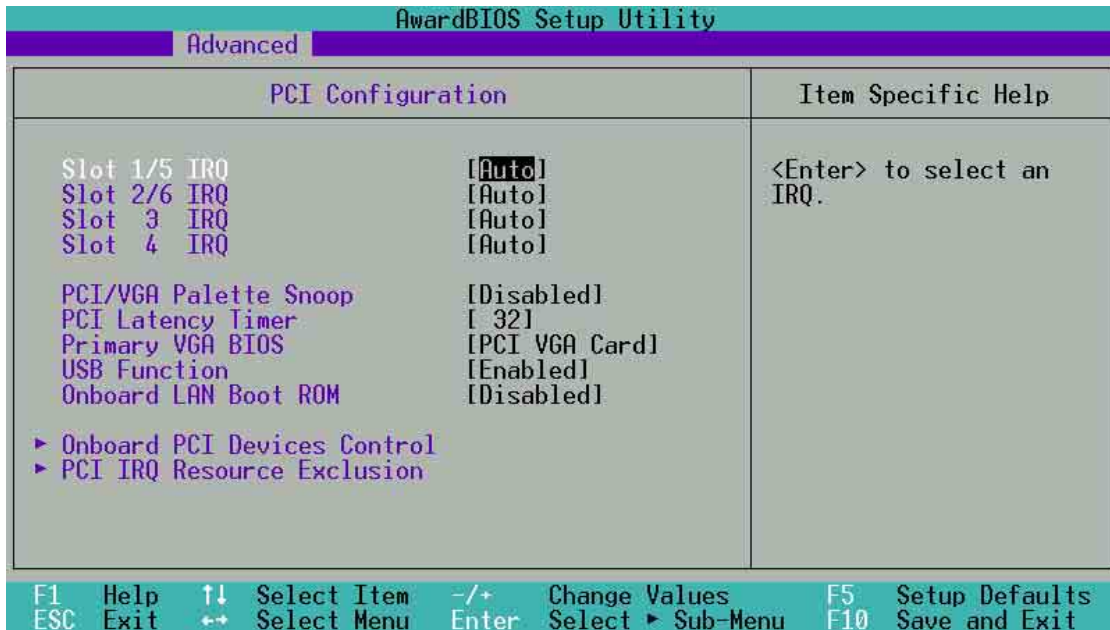 AwardBIOS Setup Utility
Advanced
PCI Configuration
Item Specific Help
Slot 1/5 IRQ [Auto]
Slot 2/6 IRQ [Auto]
Slot 3 IRQ [Auto]
Slot 4 IRQ [Auto]
PCI/VGA Palette Snoop [Disabled]
PCI Latency Timer [ 32]
Primary VGA BIOS [PCI VGA Card]
USB Function [Enabled]
Onboard LAN Boot ROM [Disabled]
► Onboard PCI Devices Control
► PCI IRQ Resource Exclusion
<Enter> to select an
IRQ.
F1 Help ↑↓ Select Item -/+ Change Values F5 Setup Defaults
ESC Exit ←→ Select Menu Enter Select ► Sub-Menu F10 Save and Exit